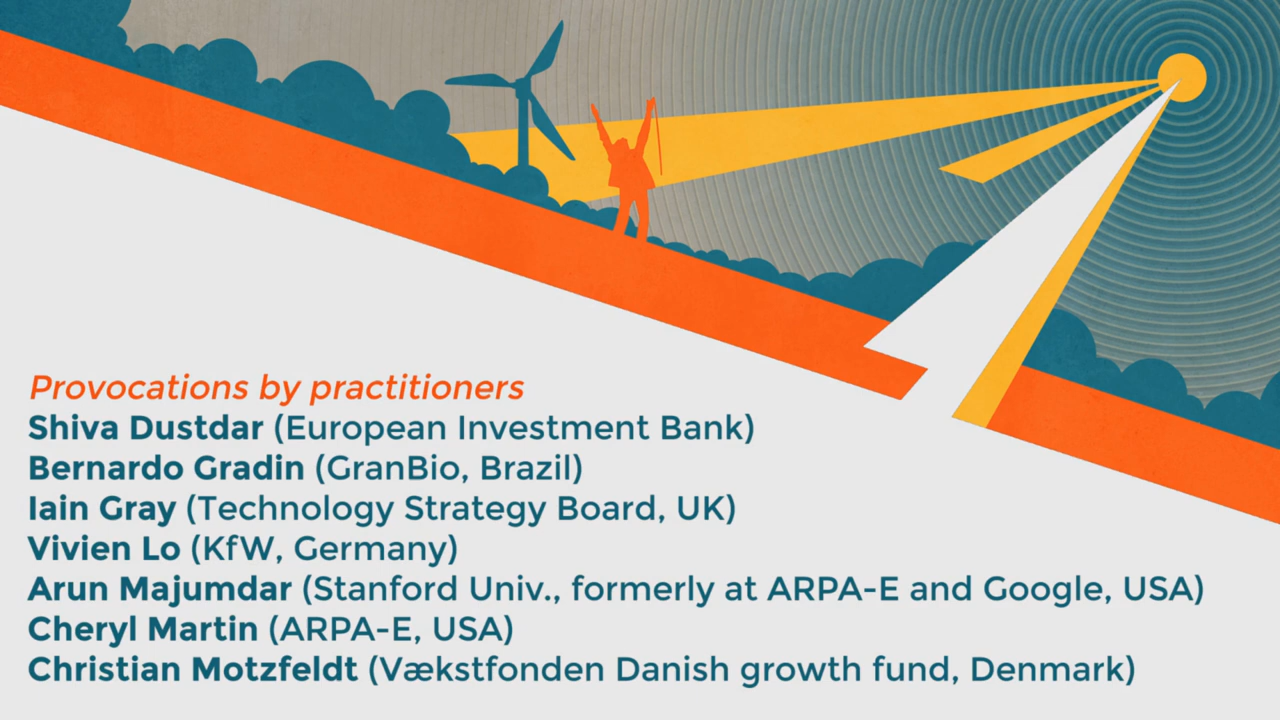 Provocations by practitioners
Shiva Dustdar (European Investment Bank)
Bernardo Gradin (GranBio, Brazil)
Iain Gray (Technology Strategy Board, UK)
Vivien Lo (KfW, Germany)
Arun Majumdar (Stanford Univ., formerly at ARPA-E and Google, USA)
Cheryl Martin (ARPA-E, USA)
Christian Motzfeldt (Vækstfonden Danish growth fund, Denmark)